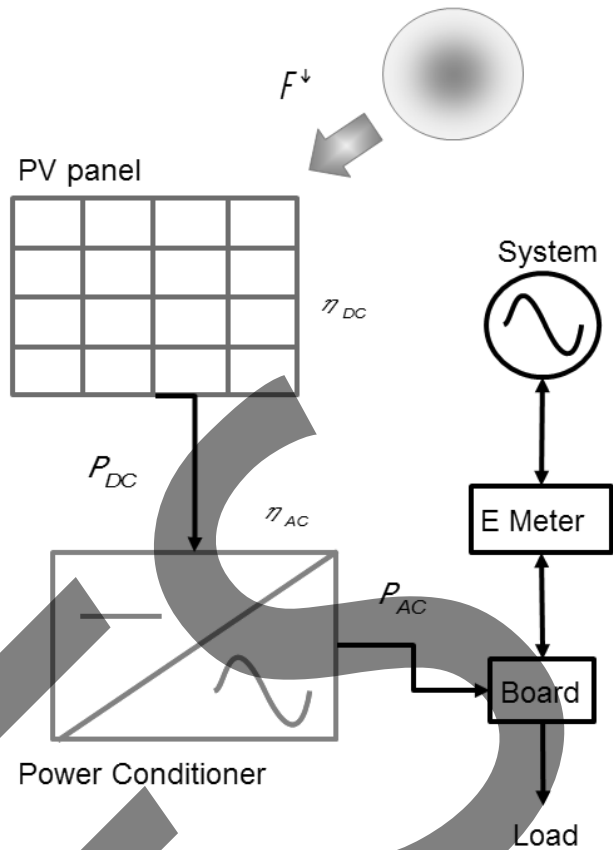 F↓
PV panel
System
η DC
P DC
E Meter
η AC
P AC
Board
Power Conditioner
Load